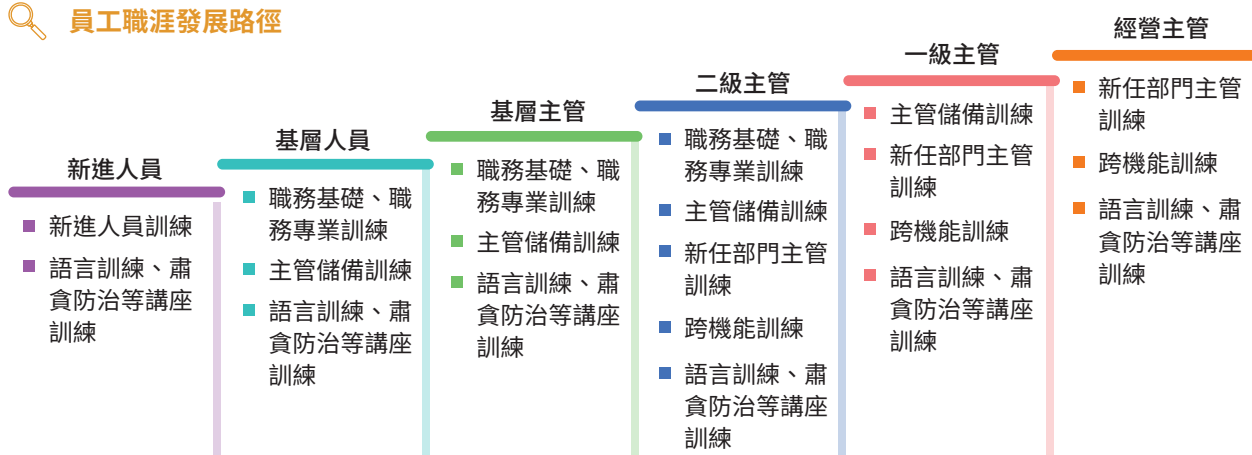 員工職涯發展路徑
新進人員
新進人員訓練
語言訓練、肅
貪防治等講座
訓練
基層人員
職務基礎、職
務專業訓練
主管儲備訓練
語言訓練、肅
貪防治等講座
訓練
基層主管
職務基礎、職
務專業訓練
主管儲備訓練
語言訓練、肅
貪防治等講座
訓練
二級主管
職務基礎、職
務專業訓練
主管儲備訓練
新任部門主管
訓練
跨機能訓練
語言訓練、肅
貪防治等講座
訓練
一級主管
主管儲備訓練
新任部門主管
訓練
跨機能訓練
語言訓練、肅
貪防治等講座
訓練
經營主管
新任部門主管
訓練
跨機能訓練
語言訓練、肅
貪防治等講座
訓練